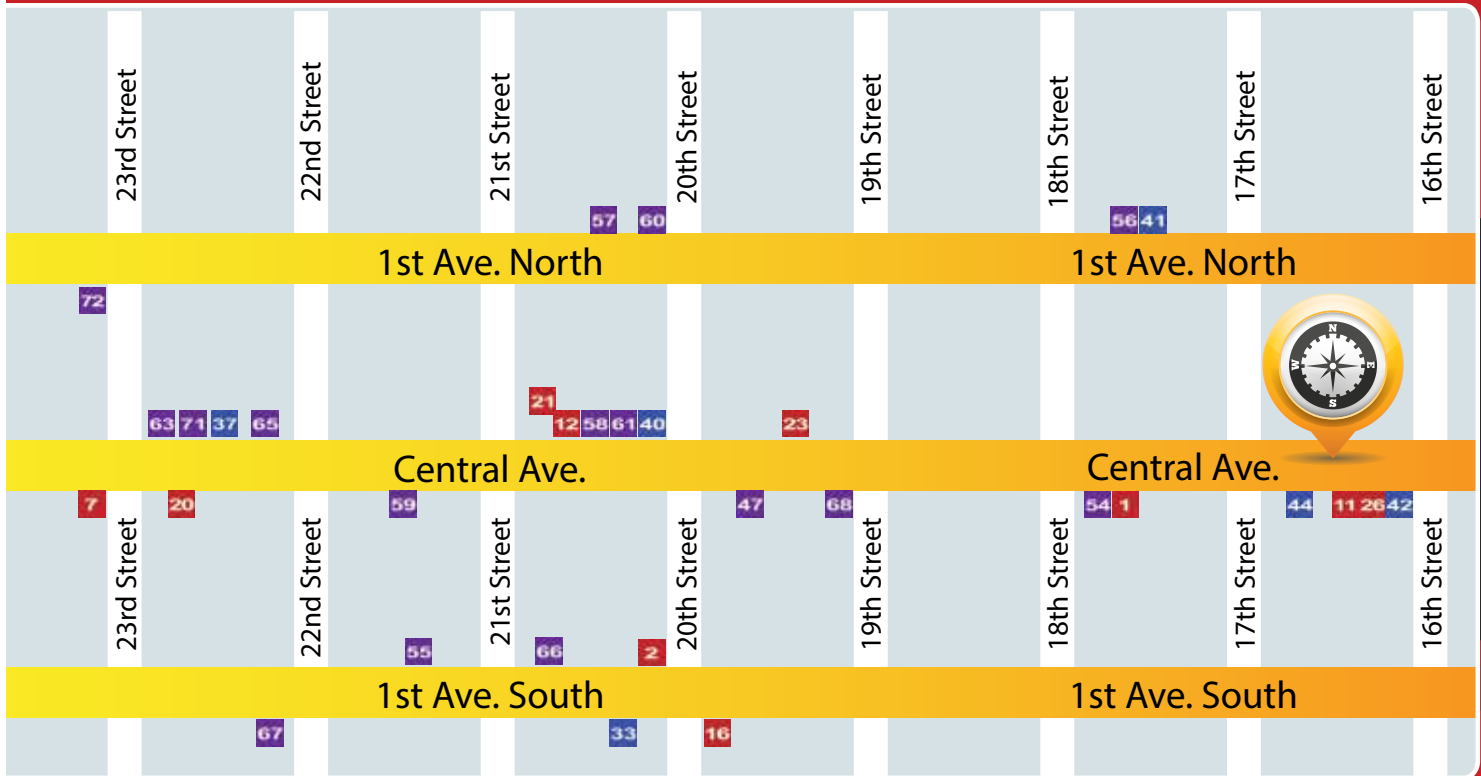 23rd Street
22nd Street
21st Street
20th Street
19th Street
18th Street
17th Street
16th Street
57 60 56 41
1st Ave. North 1st Ave. North
72
N
W E
S
21
63 71 37 65 12 58 61 40 23
Central Ave. Central Ave.
7 20 59 47 68 54 1 44 11 26 42
23rd Street
22nd Street
21st Street
20th Street
19th Street
18th Street
17th Street
16th Street
55 66 2
1st Ave. South 1st Ave. South
67 33 16